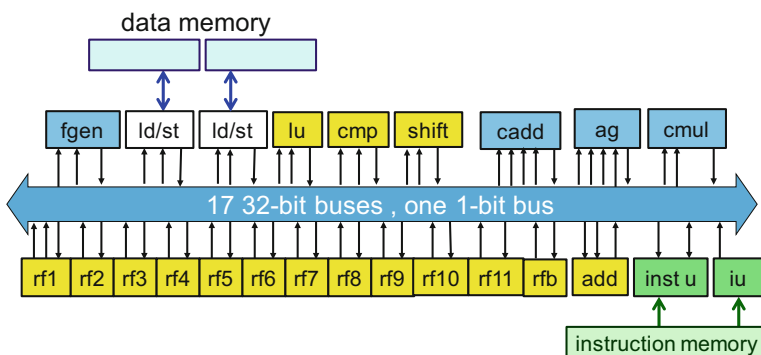 data memory
fgen ld/st ld/st lu cmp shift cadd ag cmul
17 32-bit buses , one 1-bit bus
rf1 rf2 rf3 rf4 rf5 rf6 rf7 rf8 rf9 rf10 rf11 rfb add inst u iu
instruction memory